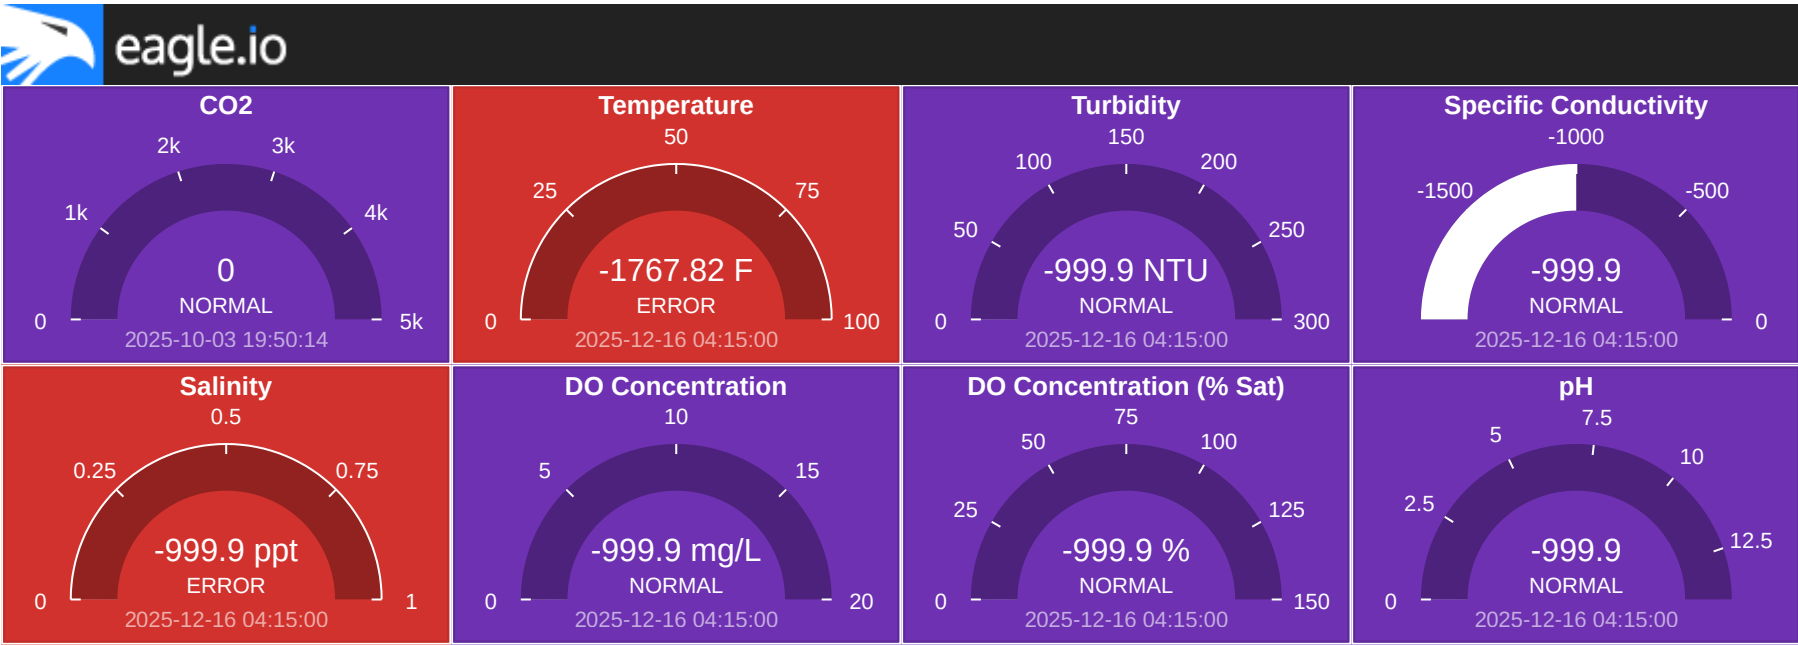 eagle.io
CO2
2k
3k
1k
4k
0
NORMAL
0
5k
2025-10-03 19:50:14
Temperature
50
25
75
-1767.82 F
ERROR
0
100
2025-12-16 04:15:00
Turbidity
150
100
200
50
250
-999.9 NTU
NORMAL
0
300
2025-12-16 04:15:00
Specific Conductivity
-1000
-1500
-500
-999.9
NORMAL
0
2025-12-16 04:15:00
Salinity
0.5
0.25
0.75
-999.9 ppt
ERROR
0
1
2025-12-16 04:15:00
DO Concentration
10
5
15
-999.9 mg/L
NORMAL
0
20
2025-12-16 04:15:00
DO Concentration (% Sat)
75
50
100
25
125
-999.9 %
NORMAL
0
150
2025-12-16 04:15:00
pH
7.5
5
10
2.5
12.5
-999.9
NORMAL
0
2025-12-16 04:15:00